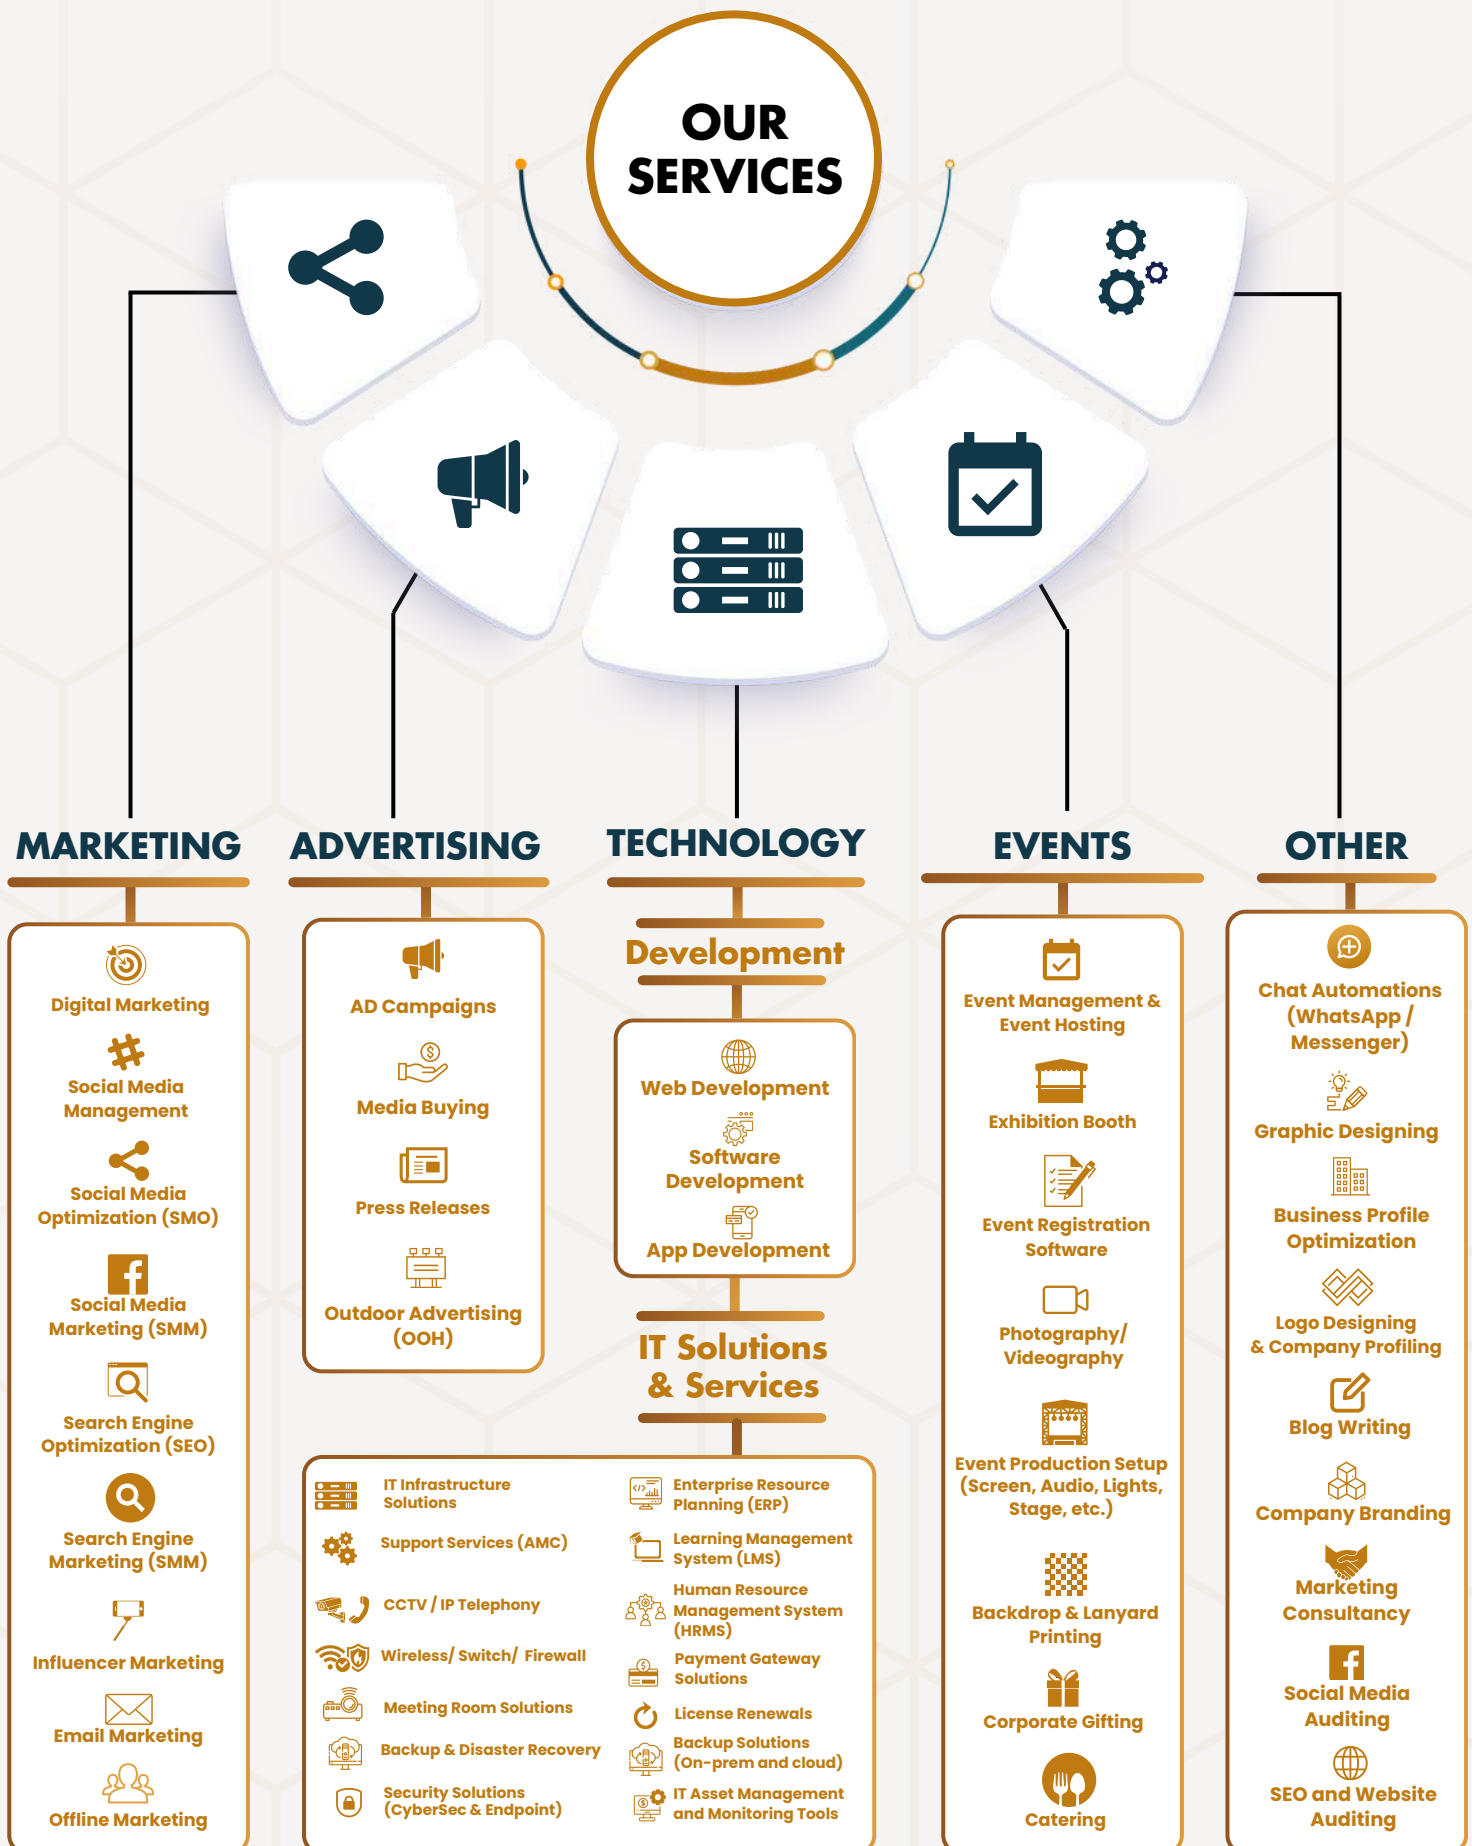 OUR
SERVICES
MARKETING
Digital Marketing
Social Media
Management
Social Media
Optimization (SMO)
Social Media
Marketing (SMM)
Search Engine
Optimization (SEO)
Search Engine
Marketing (SMM)
Influencer Marketing
Email Marketing
Offline Marketing
ADVERTISING
AD Campaigns
Media Buying
Press Releases
Outdoor Advertising
(OOH)
TECHNOLOGY
Development
Web Development
Software
Development
App Development
IT Solutions
& Services
IT Infrastructure
Solutions
Support Services (AMC)
CCTV / IP Telephony
Wireless/ Switch/ Firewall
Meeting Room Solutions
Backup & Disaster Recovery
Security Solutions
(CyberSec & Endpoint)
Enterprise Resource
Planning (ERP)
Learning Management
System (LMS)
Human Resource
Management System
(HRMS)
Payment Gateway
Solutions
License Renewals
Backup Solutions
(On-prem and cloud)
IT Asset Management
and Monitoring Tools
EVENTS
Event Management &
Event Hosting
Exhibition Booth
Event Registration
Software
Photography/
Videography
Event Production Setup
(Screen, Audio, Lights,
Stage, etc.)
Backdrop & Lanyard
Printing
Corporate Gifting
Catering
OTHER
Chat Automations
(WhatsApp /
Messenger)
Graphic Designing
Business Profile
Optimization
Logo Designing
& Company Profiling
Blog Writing
Company Branding
Marketing
Consultancy
Social Media
Auditing
SEO and Website
Auditing